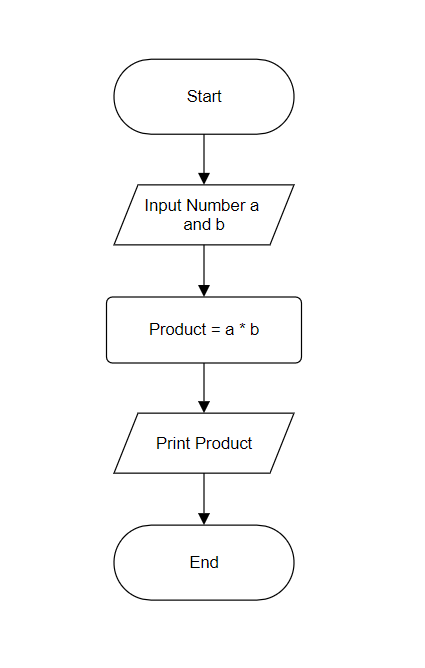 Start
Input Number a
and b
Product = a * b
Print Product
End